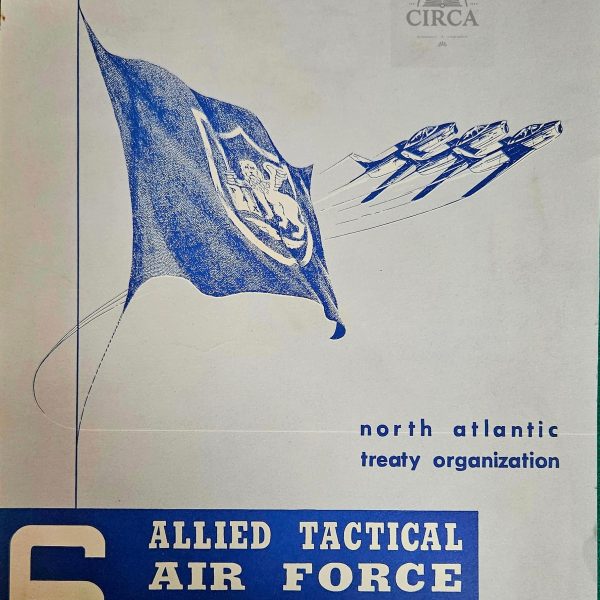 CIRCA
north atlantic
treaty organization
6 ALLIED TACTICAL
AIR FORCE